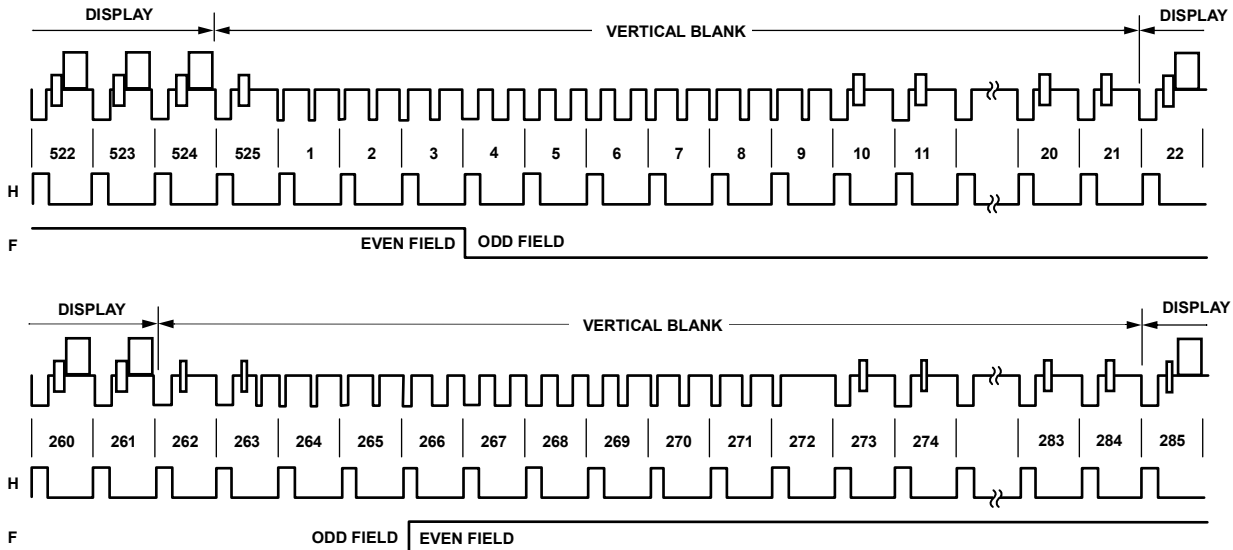 DISPLAY VERTICAL BLANK DISPLAY
522 523 524 525 1 2 3 4 5 6 7 8 9 10 11 20 21 22
H
F EVEN FIELD ODD FIELD
DISPLAY VERTICAL BLANK DISPLAY
260 261 262 263 264 265 266 267 268 269 270 271 272 273 274 283 284 285
H
F ODD FIELD EVEN FIELD